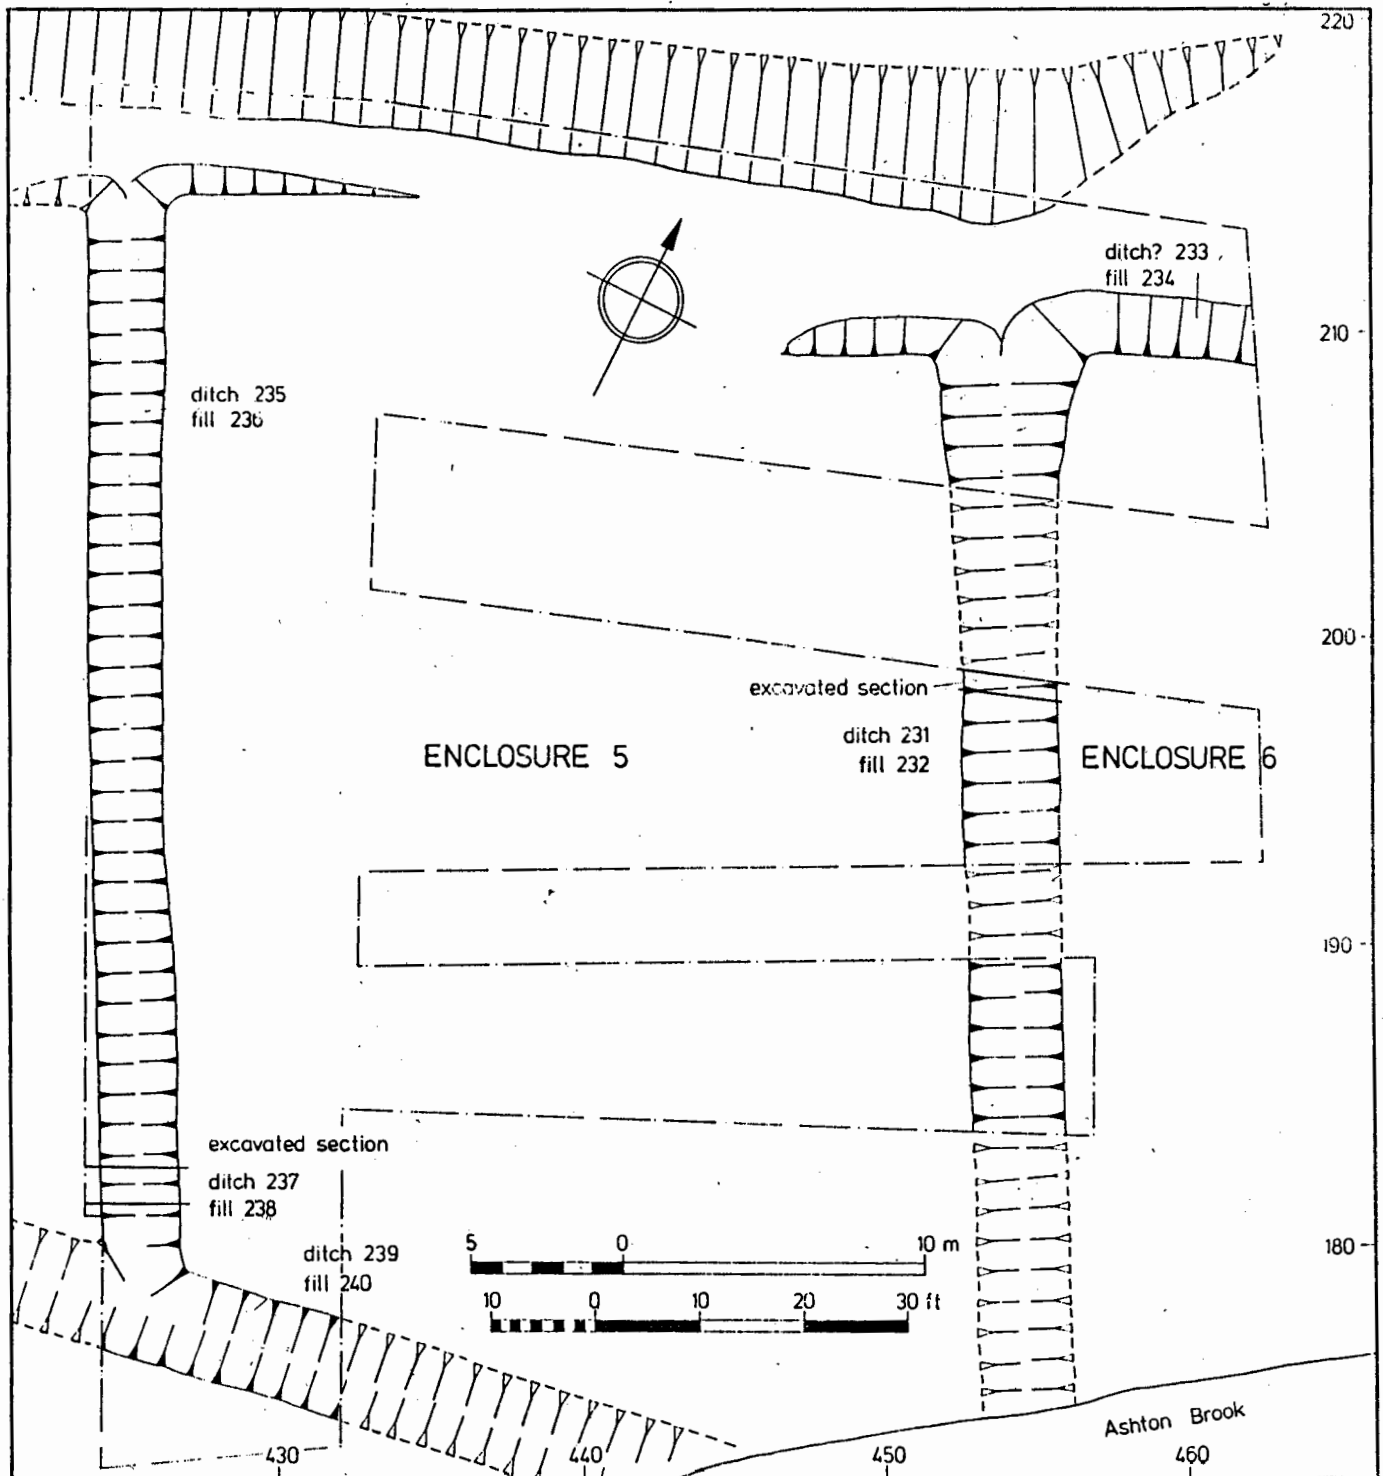 220
ditch? 233
fill 234
210
ditch 235
fill 236
200
excavated section
ditch 231
fill 232
ENCLOSURE 5
ENCLOSURE 6
190
excavated section
ditch 237
fill 238
ditch 239
fill 240
5 0 10 m
180
10 0 10 20 30 ft
Ashton Brook
430 440 450 460